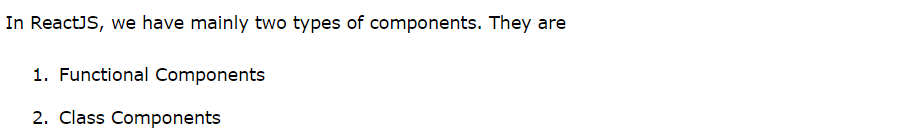 In ReactJS, we have mainly two types of components. They are
1. Functional Components
2. Class Components